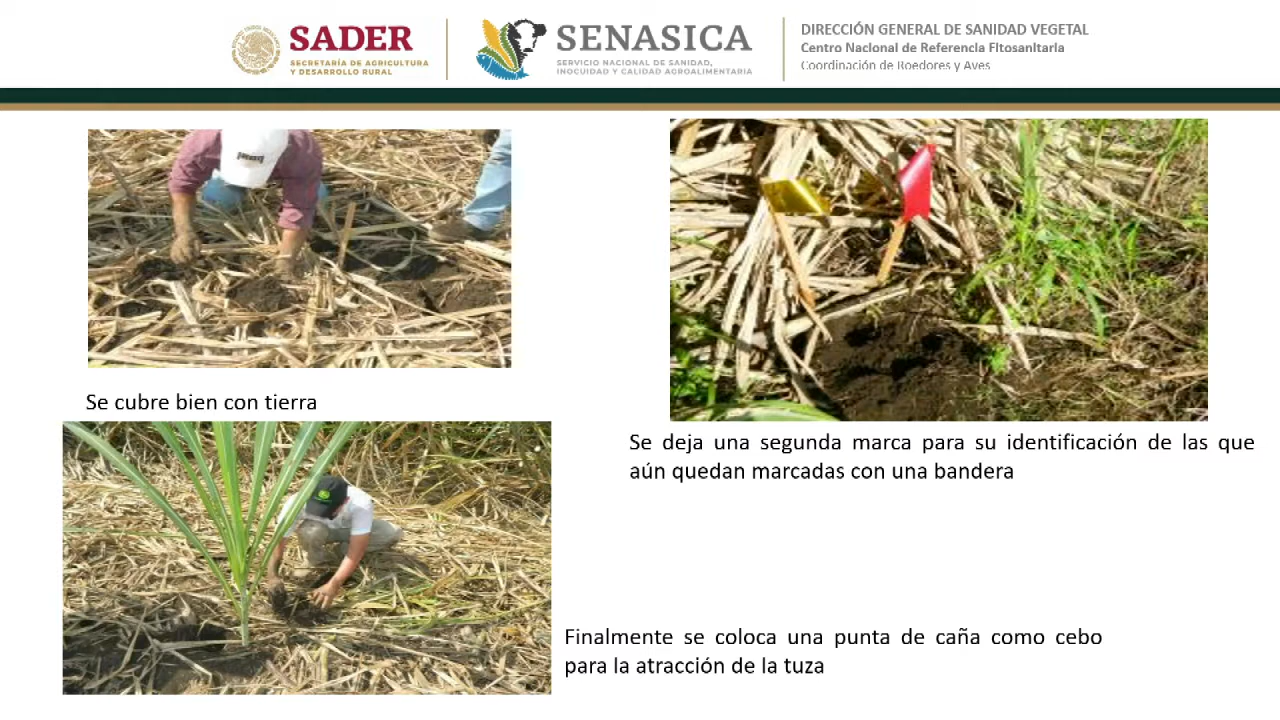 SADER
SECRETARÍA DE AGRICULTURA
Y DESARROLLO RURAL
SENASICA
SERVICIO NACIONAL DE SANIDAD,
INOCUIDAD Y CALIDAD AGROALIMENTARIA
DIRECCIÓN GENERAL DE SANIDAD VEGETAL
Centro Nacional de Referencia Fitosanitaria
Coordinación de Roedores y Aves
Se cubre bien con tierra
Se deja una segunda marca para su identificación de las que
aún quedan marcadas con una bandera
Finalmente se coloca una punta de caña como cebo
para la atracción de la tuza